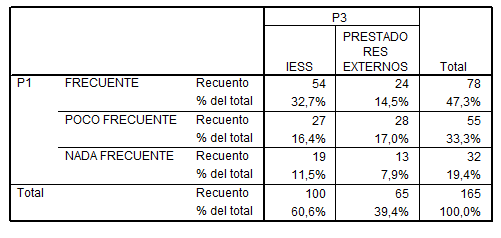 P3
IESS PRESTADO
RES
EXTERNOS Total
P1 FRECUENTE Recuento 54 24 78
% del total 32,7% 14,5% 47,3%
POCO FRECUENTE Recuento 27 28 55
% del total 16,4% 17,0% 33,3%
NADA FRECUENTE Recuento 19 13 32
% del total 11,5% 7,9% 19,4%
Total Recuento 100 65 165
% del total 60,6% 39,4% 100,0%